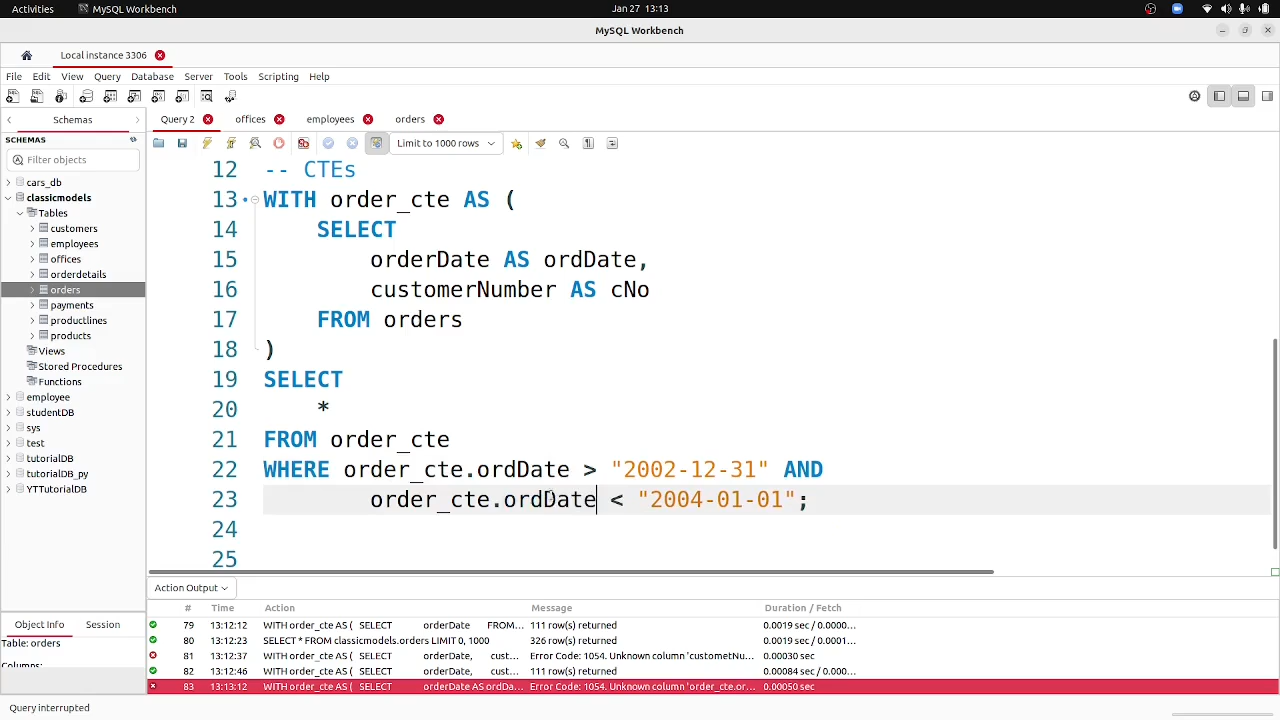 Activities MySQL Workbench Jan 27 13:13
MySQL Workbench
Local instance 3306
File Edit View Query Database Server Tools Scripting Help
Schemas Query 2 offices employees orders
SCHEMAS
Filter objects
Limit to 1000 rows
cars_db
classicmodels
Tables
customers
employees
offices
orderdetails
orders
payments
productlines
products
Views
Stored Procedures
Functions
employee
studentDB
sys
test
tutorialDB
tutorialDB_py
YTTutorialDB
12 -- CTEs
13 WITH order_cte AS (
14 SELECT
15 orderDate AS ordDate,
16 customerNumber AS cNo
17 FROM orders
18 )
19 SELECT
20 *
21 FROM order_cte
22 WHERE order_cte.ordDate > "2002-12-31" AND
23 order_cte.ordDate < "2004-01-01";
24
25
Action Output
# Time Action Message Duration / Fetch
79 13:12:12 WITH order_cte AS ( SELECT orderDate FROM... 111 row(s) returned 0.0019 sec / 0.0000...
80 13:12:23 SELECT * FROM classicmodels.orders LIMIT 0, 1000 326 row(s) returned 0.0019 sec / 0.0001...
81 13:12:37 WITH order_cte AS ( SELECT orderDate, cust... Error Code: 1054. Unknown column 'custometNu... 0.00030 sec
82 13:12:46 WITH order_cte AS ( SELECT orderDate, cust... 111 row(s) returned 0.00084 sec / 0.000...
83 13:13:12 WITH order_cte AS ( SELECT orderDate AS ordDa... Error Code: 1054. Unknown column 'order_cte.or... 0.00050 sec
Object Info Session
Table: orders
Columns:
Query interrupted